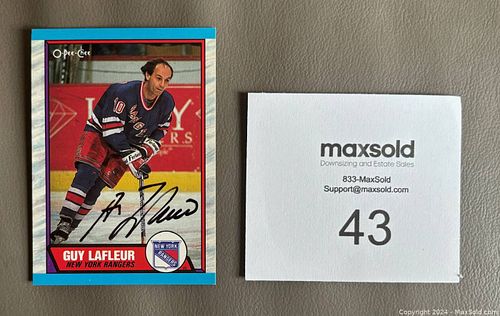 O-Pee-Chee
10
GUY LAFLEUR
NEW YORK RANGERS
NEW YORK
RANGERS
maxsold
Downsizing and Estate Sales
833-MaxSold
Support@maxsold.com
43
Copyright © 2024 - MaxSold.com